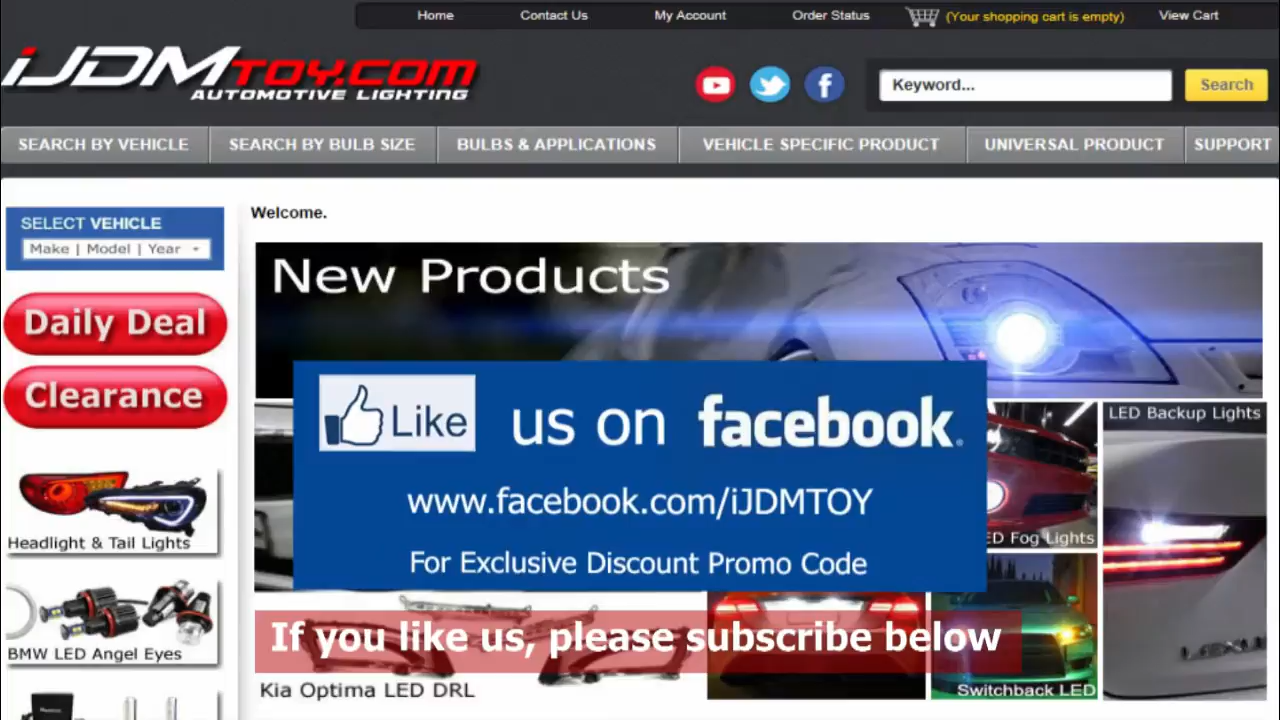 Home Contact Us My Account Order Status (Your shopping cart is empty) View Cart
iJDMTOY.COM
AUTOMOTIVE LIGHTING
f
Keyword... Search
SEARCH BY VEHICLE SEARCH BY BULB SIZE BULBS & APPLICATIONS VEHICLE SPECIFIC PRODUCT UNIVERSAL PRODUCT SUPPORT
SELECT VEHICLE
Make | Model | Year
Daily Deal
Clearance
Headlight & Tail Lights
BMW LED Angel Eyes
Welcome.
New Products
Like us on facebook.
www.facebook.com/iJDMTOY
For Exclusive Discount Promo Code
LED Backup Lights
ED Fog Lights
If you like us, please subscribe below
Kia Optima LED DRL
Switchback LED